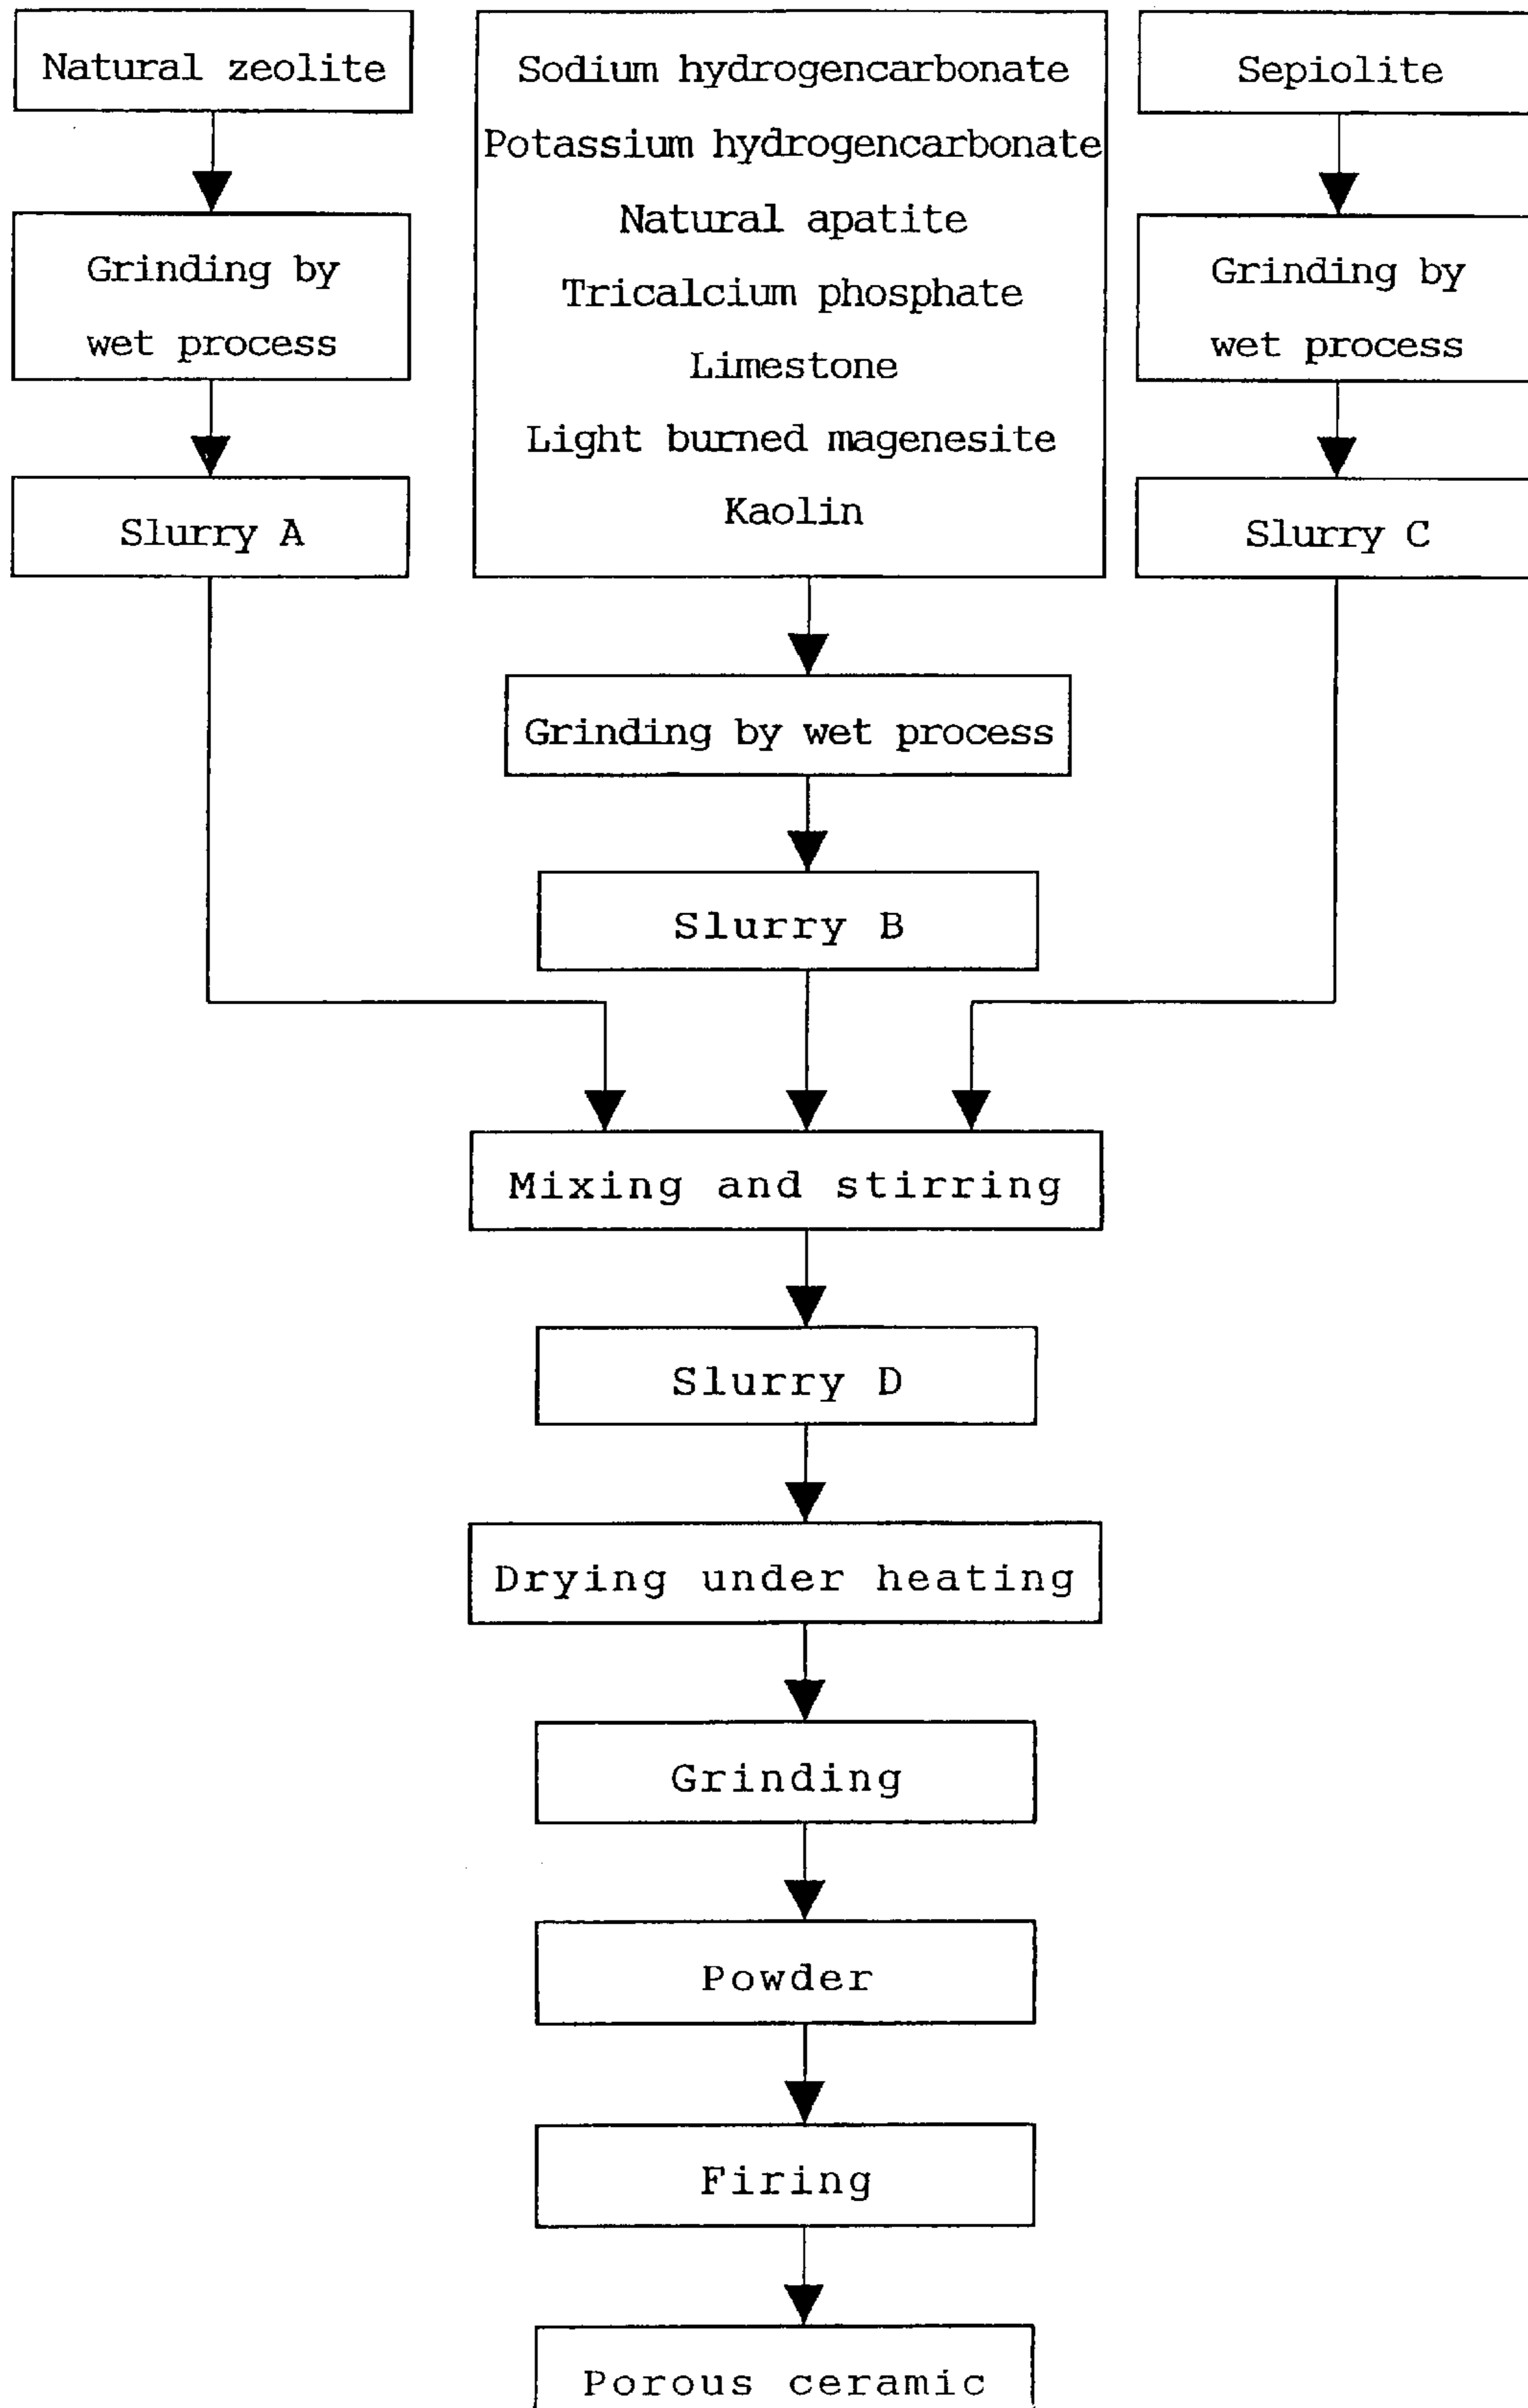 Natural zeolite
Grinding by
wet process
Slurry A
Sodium hydrogencarbonate
Potassium hydrogencarbonate
Natural apatite
Tricalcium phosphate
Limestone
Light burned magenesite
Kaolin
Grinding by wet process
Slurry B
Sepiolite
Grinding by
wet process
Slurry C
Mixing and stirring
Slurry D
Drying under heating
Grinding
Powder
Firing
Porous ceramic